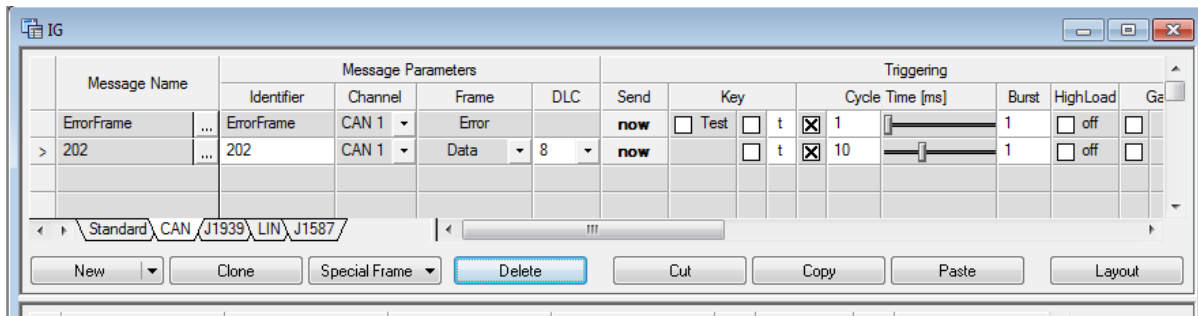 IG
Message Name Message Parameters Triggering
Identifier Channel Frame DLC Send Key Cycle Time [ms] Burst HighLoad Ga
ErrorFrame ... ErrorFrame CAN 1 Error now Test t 1 1 off
> 202 ... 202 CAN 1 Data 8 now t 10 1 off
Standard CAN J1939 LIN J1587
New Clone Special Frame Delete Cut Copy Paste Layout